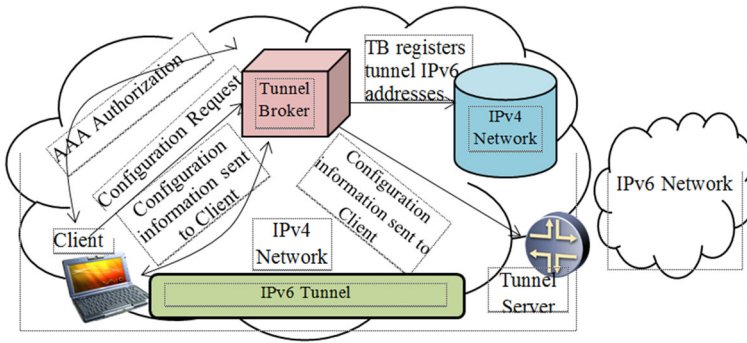 TB registers
tunnel IPv6
addresses
AAA Authorization
Configuration Request
Configuration
information sent
to Client
Tunnel
Broker
IPv4
Network
Configuration
information sent to
Client
IPv6 Network
Client
IPv4
Network
IPv6 Tunnel
Tunnel
Server